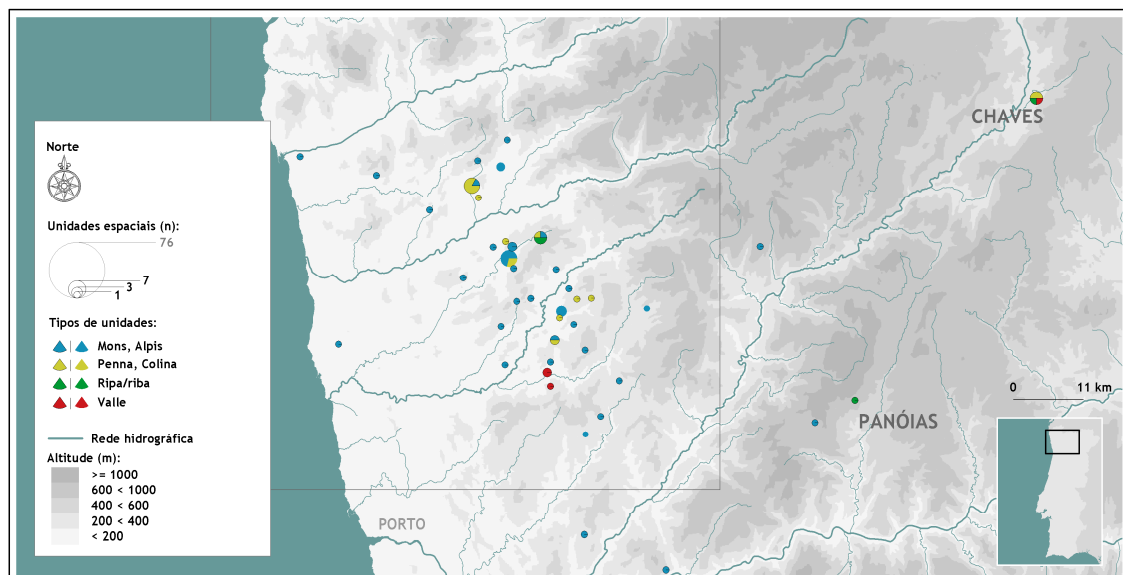 Norte
Unidades espaciais (n):
76
7
3
1
Tipos de unidades:
Mons, Alpis
Penna, Colina
Ripa/riba
Valle
Rede hidrográfica
Altitude (m):
>= 1000
600 < 1000
400 < 600
200 < 400
< 200
CHAVES
PANÓIAS
PORTO
0 11 km